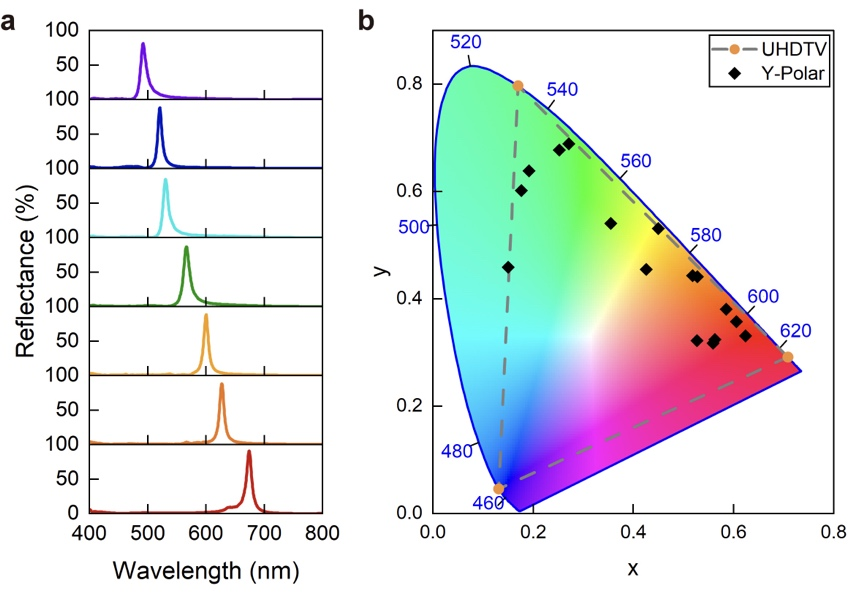 a
100
50
100
50
100
50
100
50
100
50
100
50
100
50
0
400 500 600 700 800
Reflectance (%)
Wavelength (nm)
b
UHDTV
Y-Polar
520
540
560
500
580
600
620
480
460
0.8
0.6
0.4
0.2
0.0
0.0 0.2 0.4 0.6 0.8
y
x